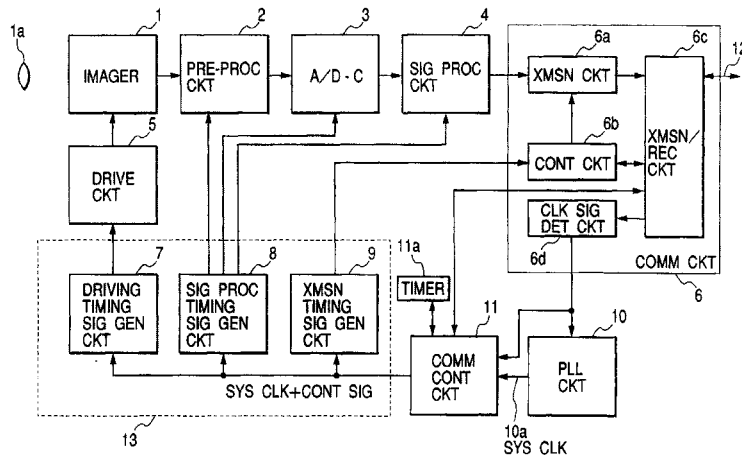 1a
1
2
3
4
6a
6c
12
IMAGER
PRE-PROC
CKT
A/D-C
SIG PROC
CKT
XMSN CKT
XMSN/
REC
CKT
5
6b
DRIVE
CKT
CONT CKT
CLK SIG
DET CKT
6d
COMM CKT
6
7
8
9
11a
TIMER
DRIVING
TIMING
SIG GEN
CKT
SIG PROC
TIMING
SIG GEN
CKT
XMSN
TIMING
SIG GEN
CKT
11
10
COMM
CONT
CKT
PLL
CKT
SYS CLK+CONT SIG
13
10a
SYS CLK